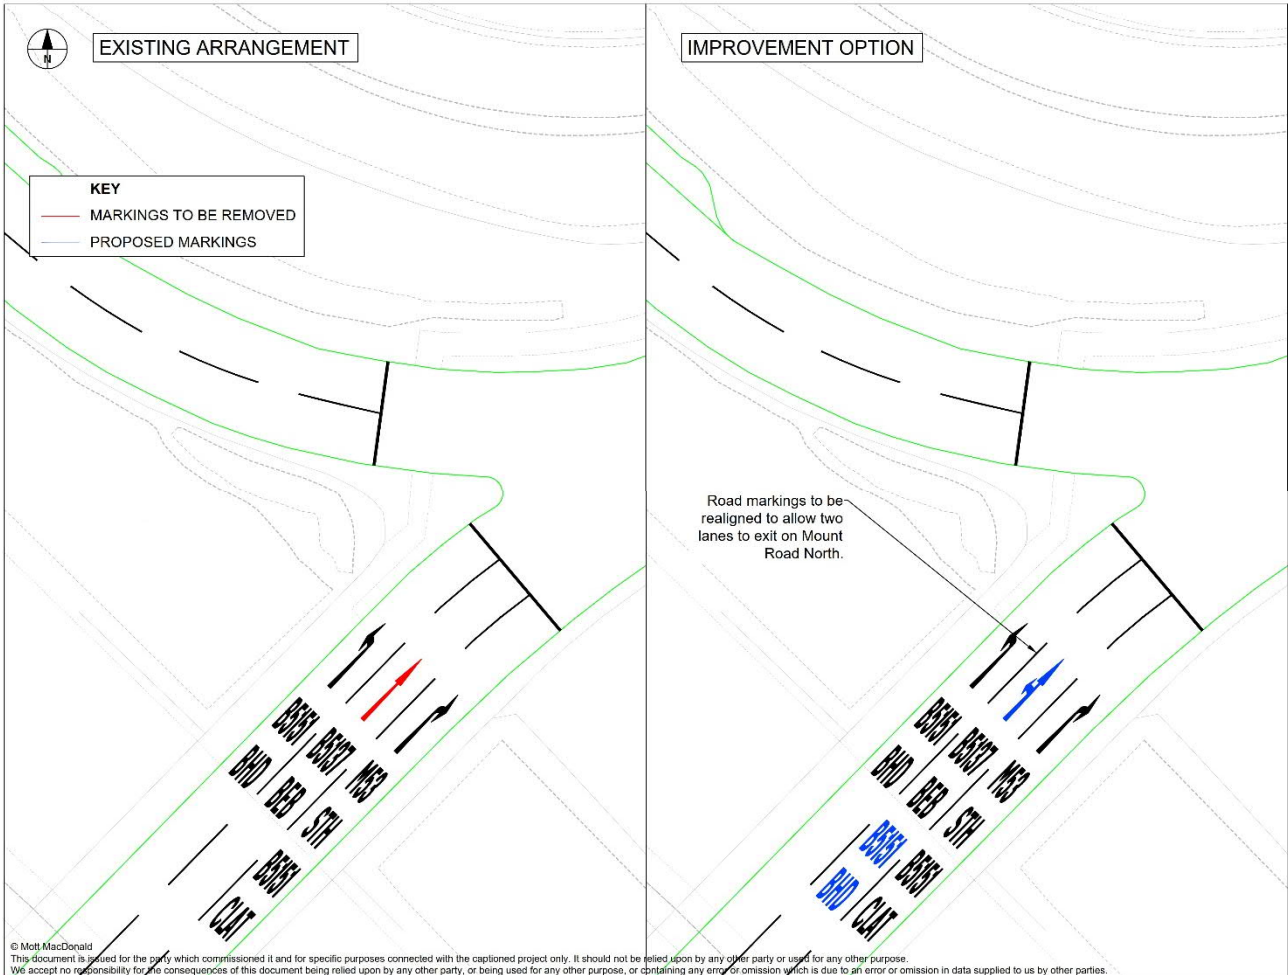 N
EXISTING ARRANGEMENT
KEY
MARKINGS TO BE REMOVED
PROPOSED MARKINGS
B5151
BHD
B5137
BEB
M53
STH
B5151
CLAT
IMPROVEMENT OPTION
Road markings to be
realigned to allow two
lanes to exit on Mount
Road North.
B5151
BHD
B5137
BEB
M53
STH
B5151
BHD
B5151
CLAT
© Mott MacDonald
This document is issued for the party which commissioned it and for specific purposes connected with the captioned project only. It should not be relied upon by any other party or used for any other purpose.
We accept no responsibility for the consequences of this document being relied upon by any other party, or being used for any other purpose, or containing any error or omission which is due to an error or omission in data supplied to us by other parties.